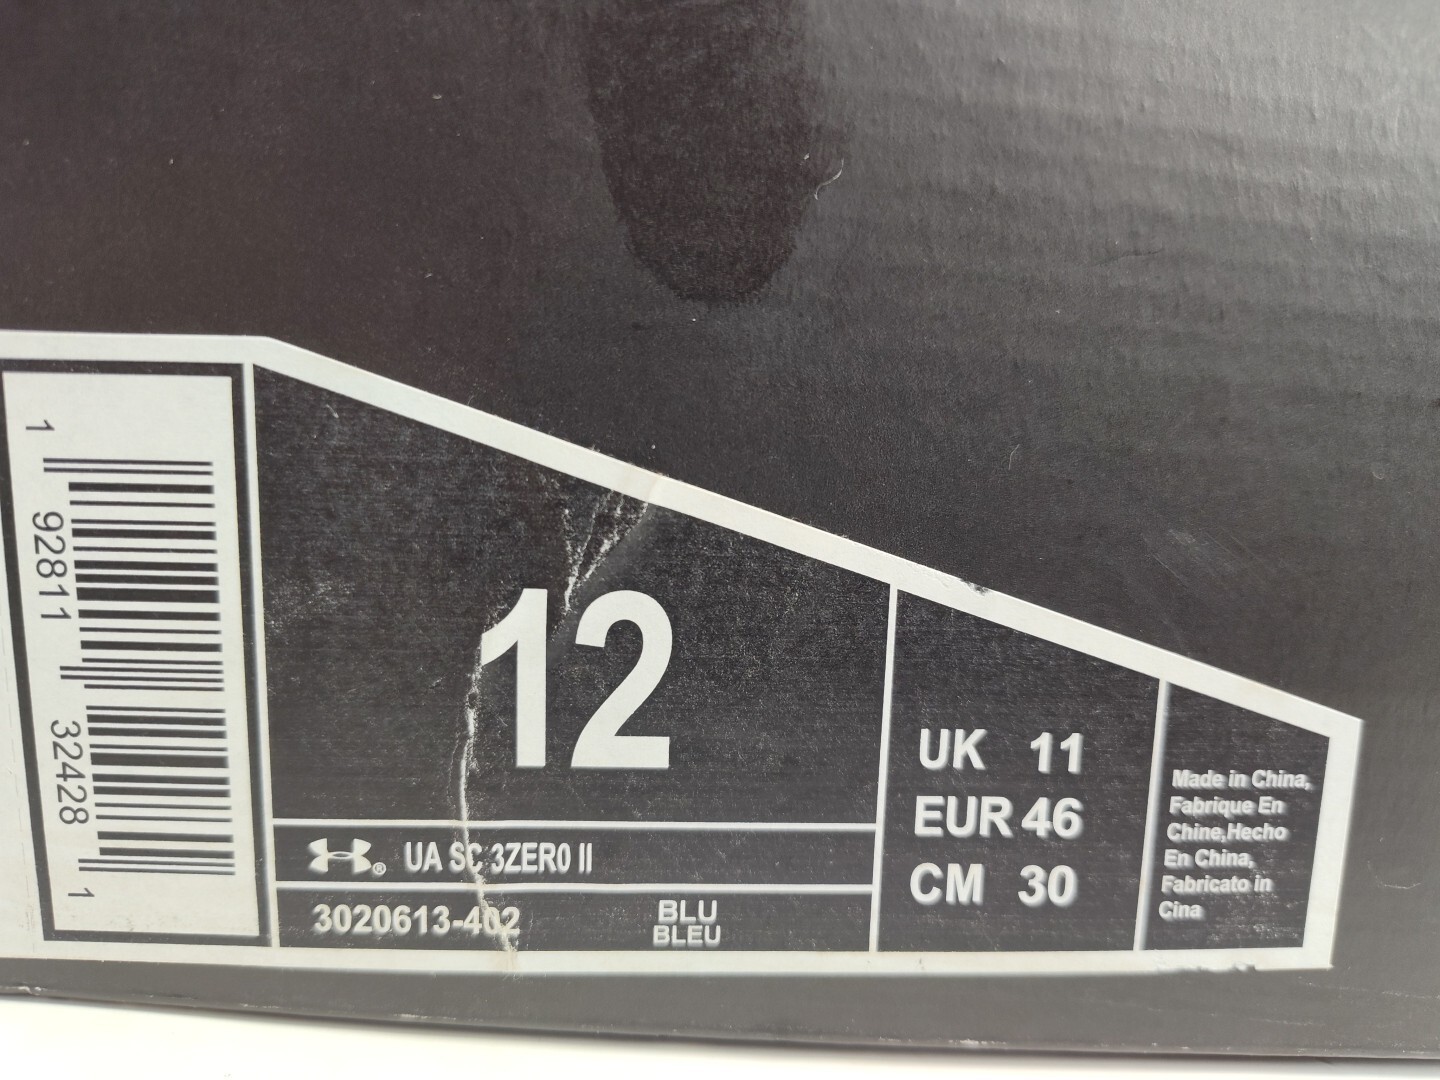 1 92811 32428 1
12
UA SC 3ZER0 II
3020613-402
BLU
BLEU
UK 11
EUR 46
CM 30
Made in China,
Fabrique En
Chine,Hecho
En China,
Fabricato in
Cina